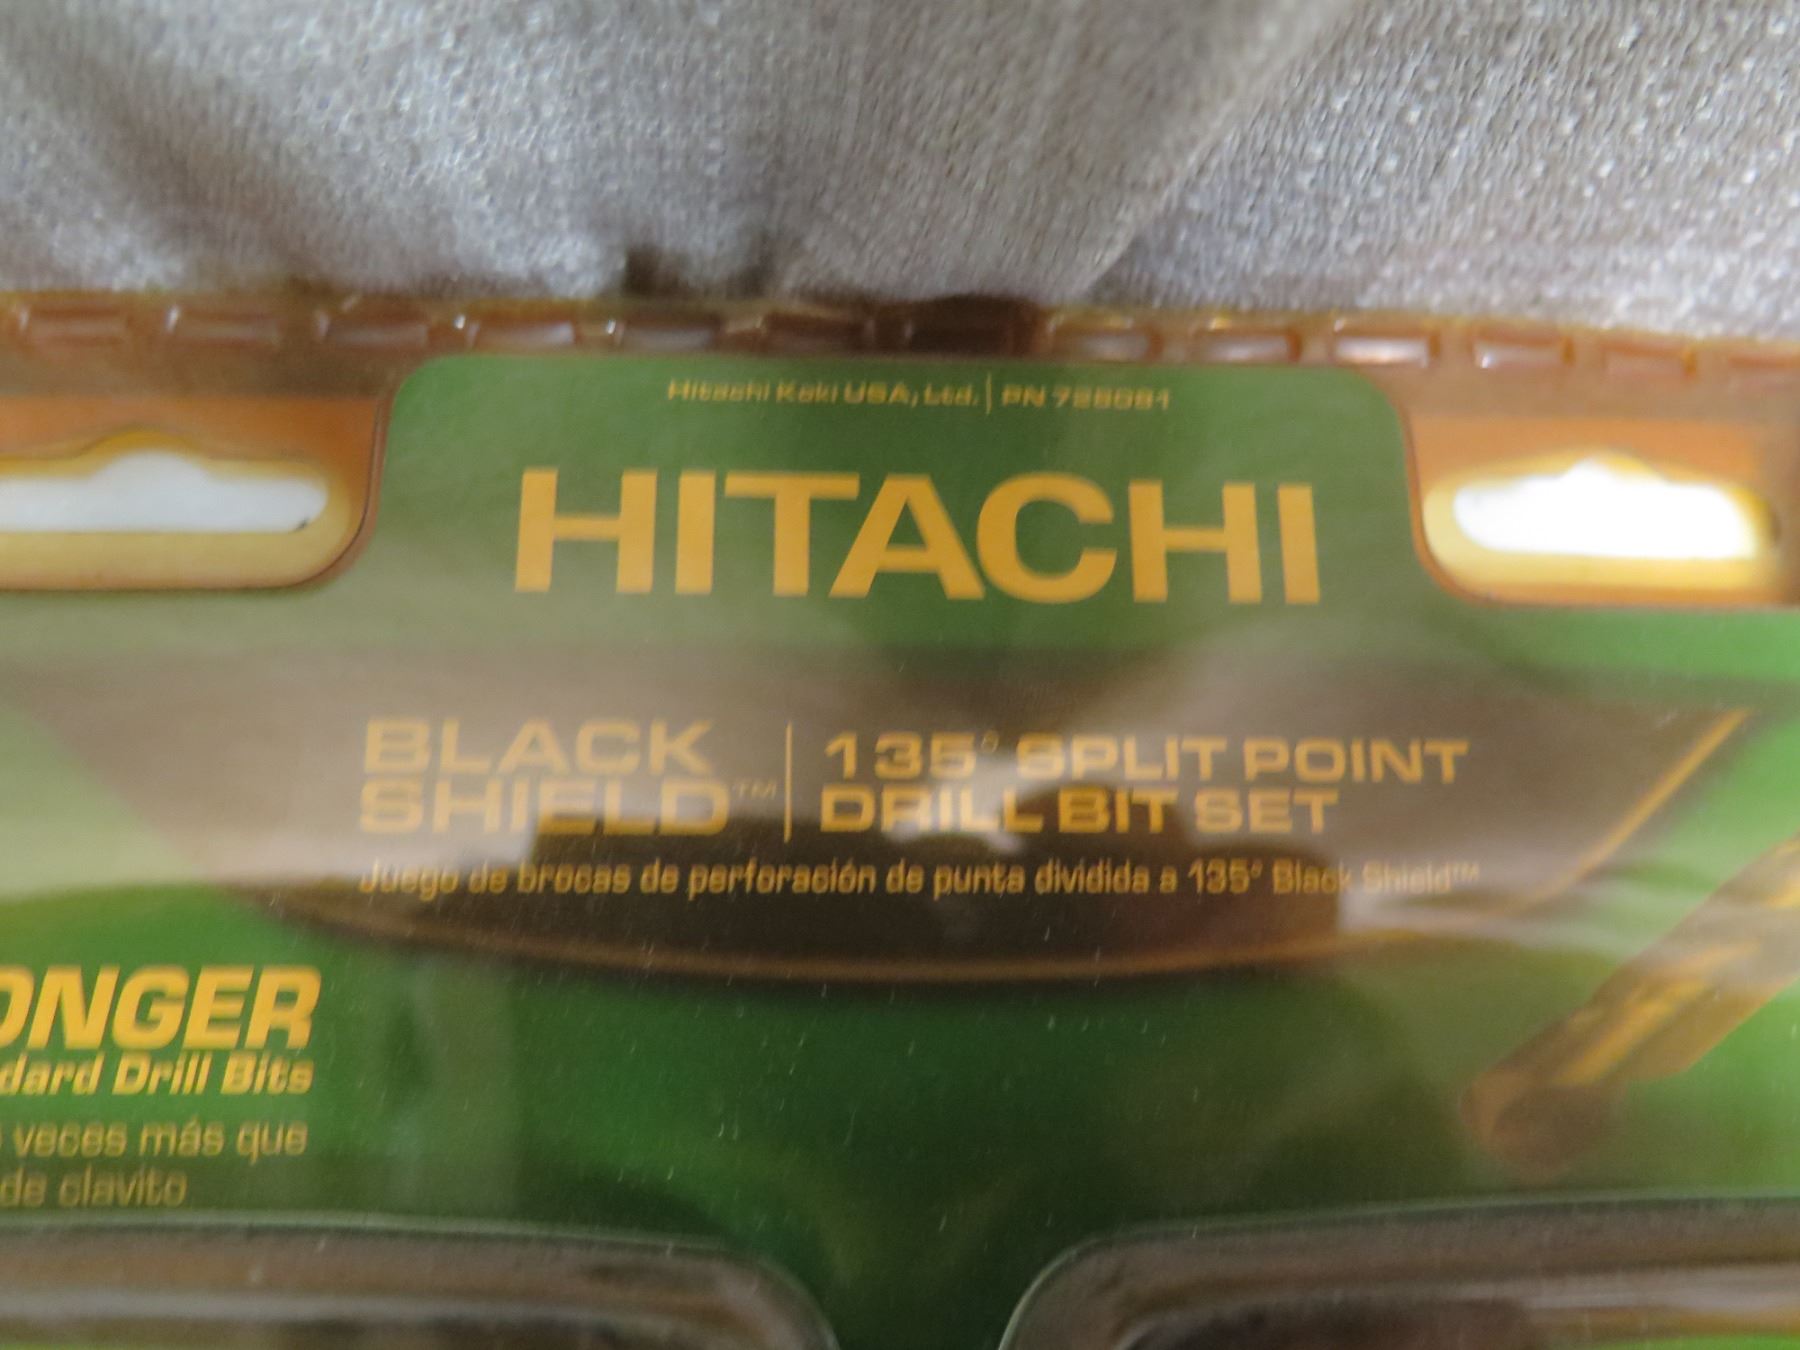 Hitachi Koki USA, Ltd. | PN
HITACHI
BLACK
SHIELD™
135° SPLIT POINT
DRILL BIT SET
Juego de brocas de perforación de punta dividida a 135° Black Shield™
ONGER
dard Drill Bits
veces más que
de clavito